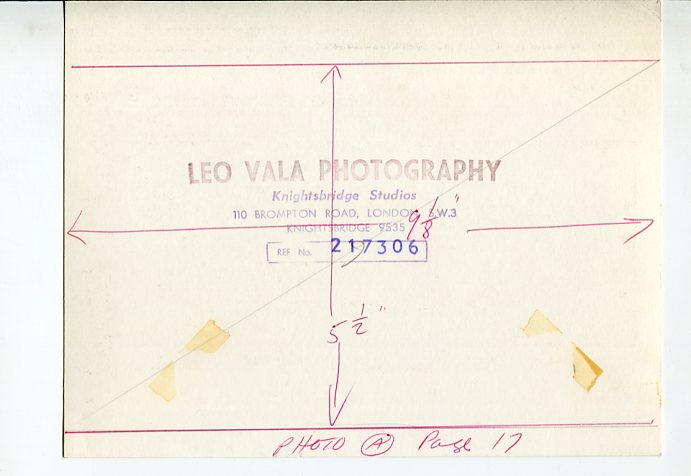 LEO VALA PHOTOGRAPHY
Knightsbridge Studios
110 BROMPTON ROAD, LONDON, S.W.3
KNIGHTSBRIDGE 9535
9 1/8"
REF No. 217306
5 1/2"
PHOTO A Page 17